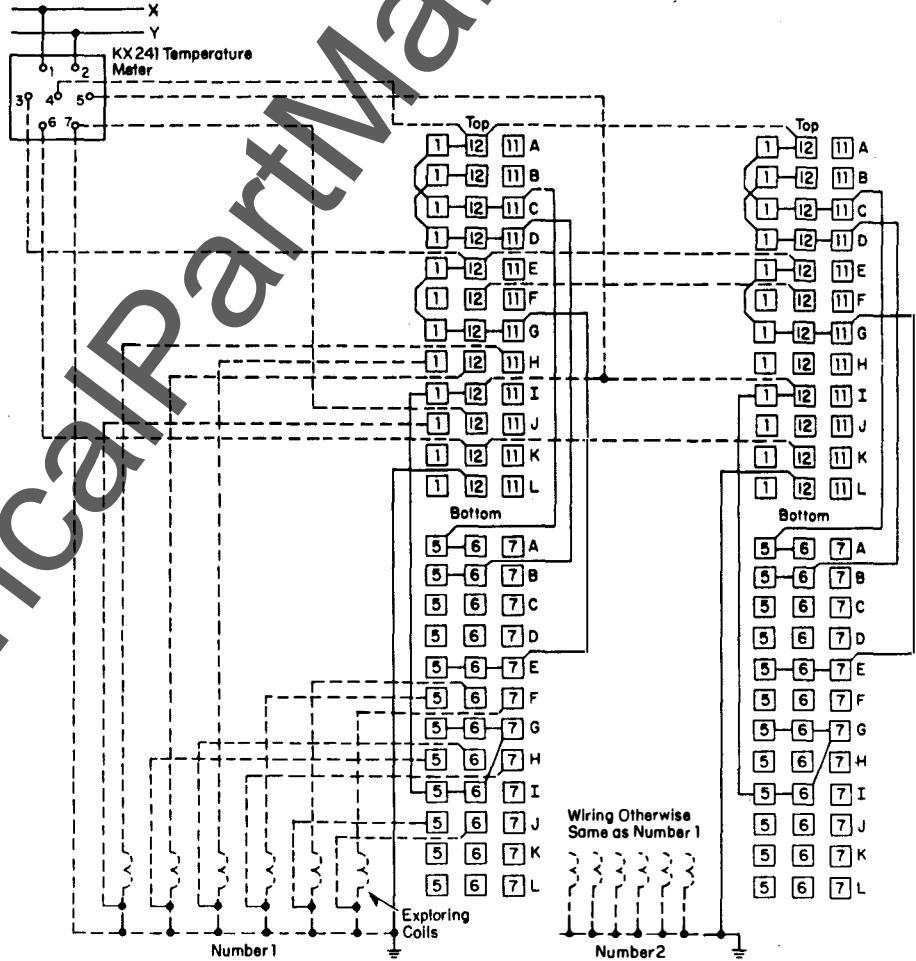 X
Y
KX241 Temperature
Meter
1 2
3 4 5
6 7
Top
1 12 11 A
1 12 11 B
1 12 11 C
1 12 11 D
1 12 11 E
1 12 11 F
1 12 11 G
1 12 11 H
1 12 11 I
1 12 11 J
1 12 11 K
1 12 11 L
Bottom
5 6 7 A
5 6 7 B
5 6 7 C
5 6 7 D
5 6 7 E
5 6 7 F
5 6 7 G
5 6 7 H
5 6 7 I
5 6 7 J
5 6 7 K
5 6 7 L
Exploring
Coils
Number 1
Top
1 12 11 A
1 12 11 B
1 12 11 C
1 12 11 D
1 12 11 E
1 12 11 F
1 12 11 G
1 12 11 H
1 12 11 I
1 12 11 J
1 12 11 K
1 12 11 L
Bottom
5 6 7 A
5 6 7 B
5 6 7 C
5 6 7 D
5 6 7 E
5 6 7 F
5 6 7 G
5 6 7 H
5 6 7 I
5 6 7 J
5 6 7 K
5 6 7 L
Wiring Otherwise
Same as Number 1
Number 2
icalPartMa